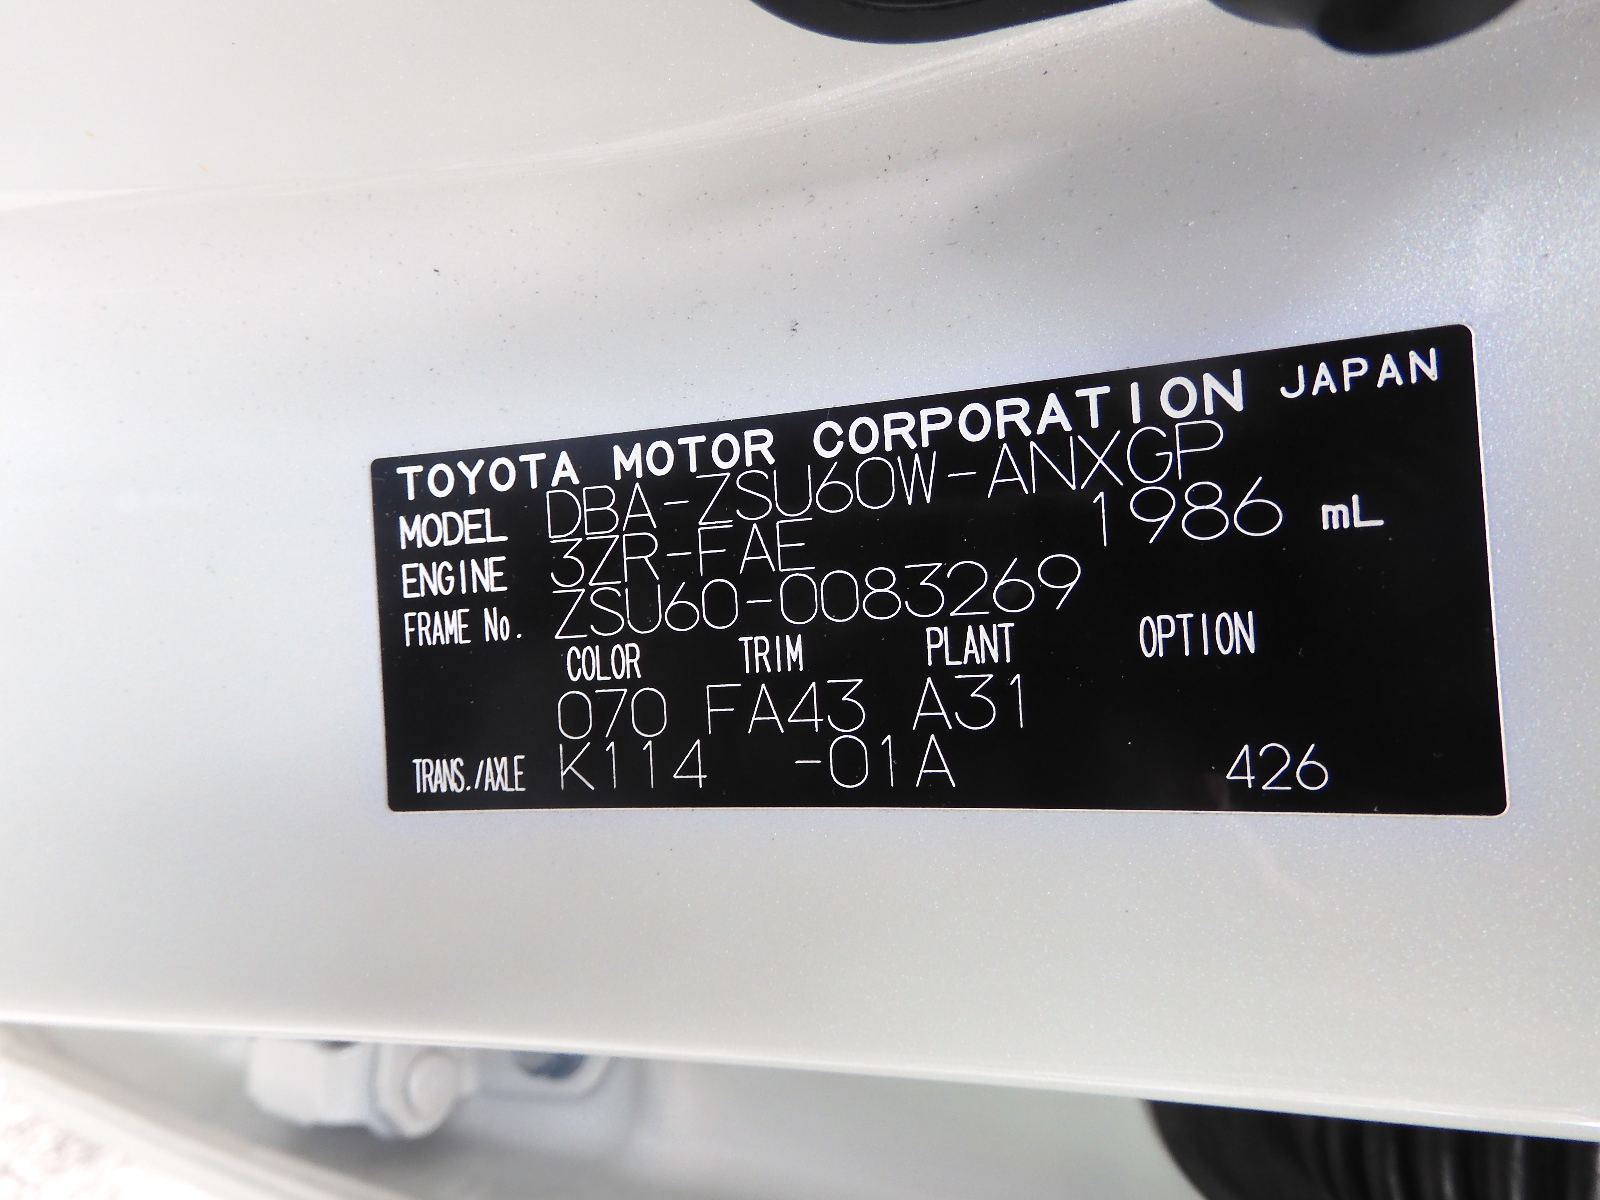 TOYOTA MOTOR CORPORATION JAPAN
MODEL DBA-ZSU60W-ANXGP
ENGINE 3ZR-FAE 1986 mL
FRAME No. ZSU60-0083269
COLOR TRIM PLANT OPTION
070 FA43 A31
TRANS./AXLE K114 -01A 426